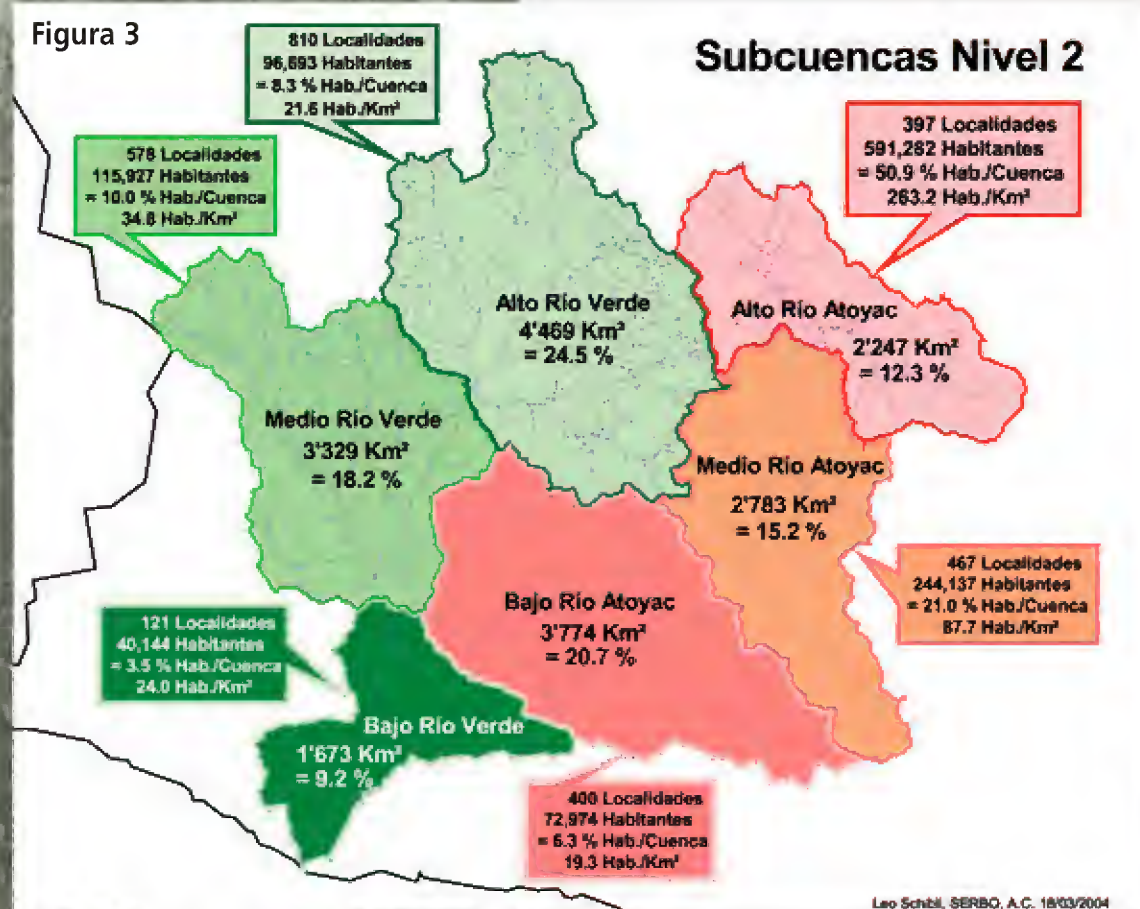 Figura 3
Subcuencas Nivel 2
810 Localidades
96,693 Habitantes
= 8.3 % Hab./Cuenca
21.6 Hab./Km²
397 Localidades
591,282 Habitantes
= 50.9 % Hab./Cuenca
263.2 Hab./Km²
578 Localidades
115,927 Habitantes
= 10.0 % Hab./Cuenca
34.8 Hab./Km²
Alto Río Verde
4'469 Km²
= 24.5 %
Alto Río Atoyac
2'247 Km²
= 12.3 %
Medio Río Verde
3'329 Km²
= 18.2 %
Medio Río Atoyac
2'783 Km²
= 15.2 %
467 Localidades
244,137 Habitantes
= 21.0 % Hab./Cuenca
87.7 Hab./Km²
Bajo Río Atoyac
3'774 Km²
= 20.7 %
121 Localidades
40,144 Habitantes
= 3.5 % Hab./Cuenca
24.0 Hab./Km²
Bajo Río Verde
1'673 Km²
= 9.2 %
400 Localidades
72,974 Habitantes
= 6.3 % Hab./Cuenca
19.3 Hab./Km²
Leo Schibli, SERBO, A.C. 18/03/2004